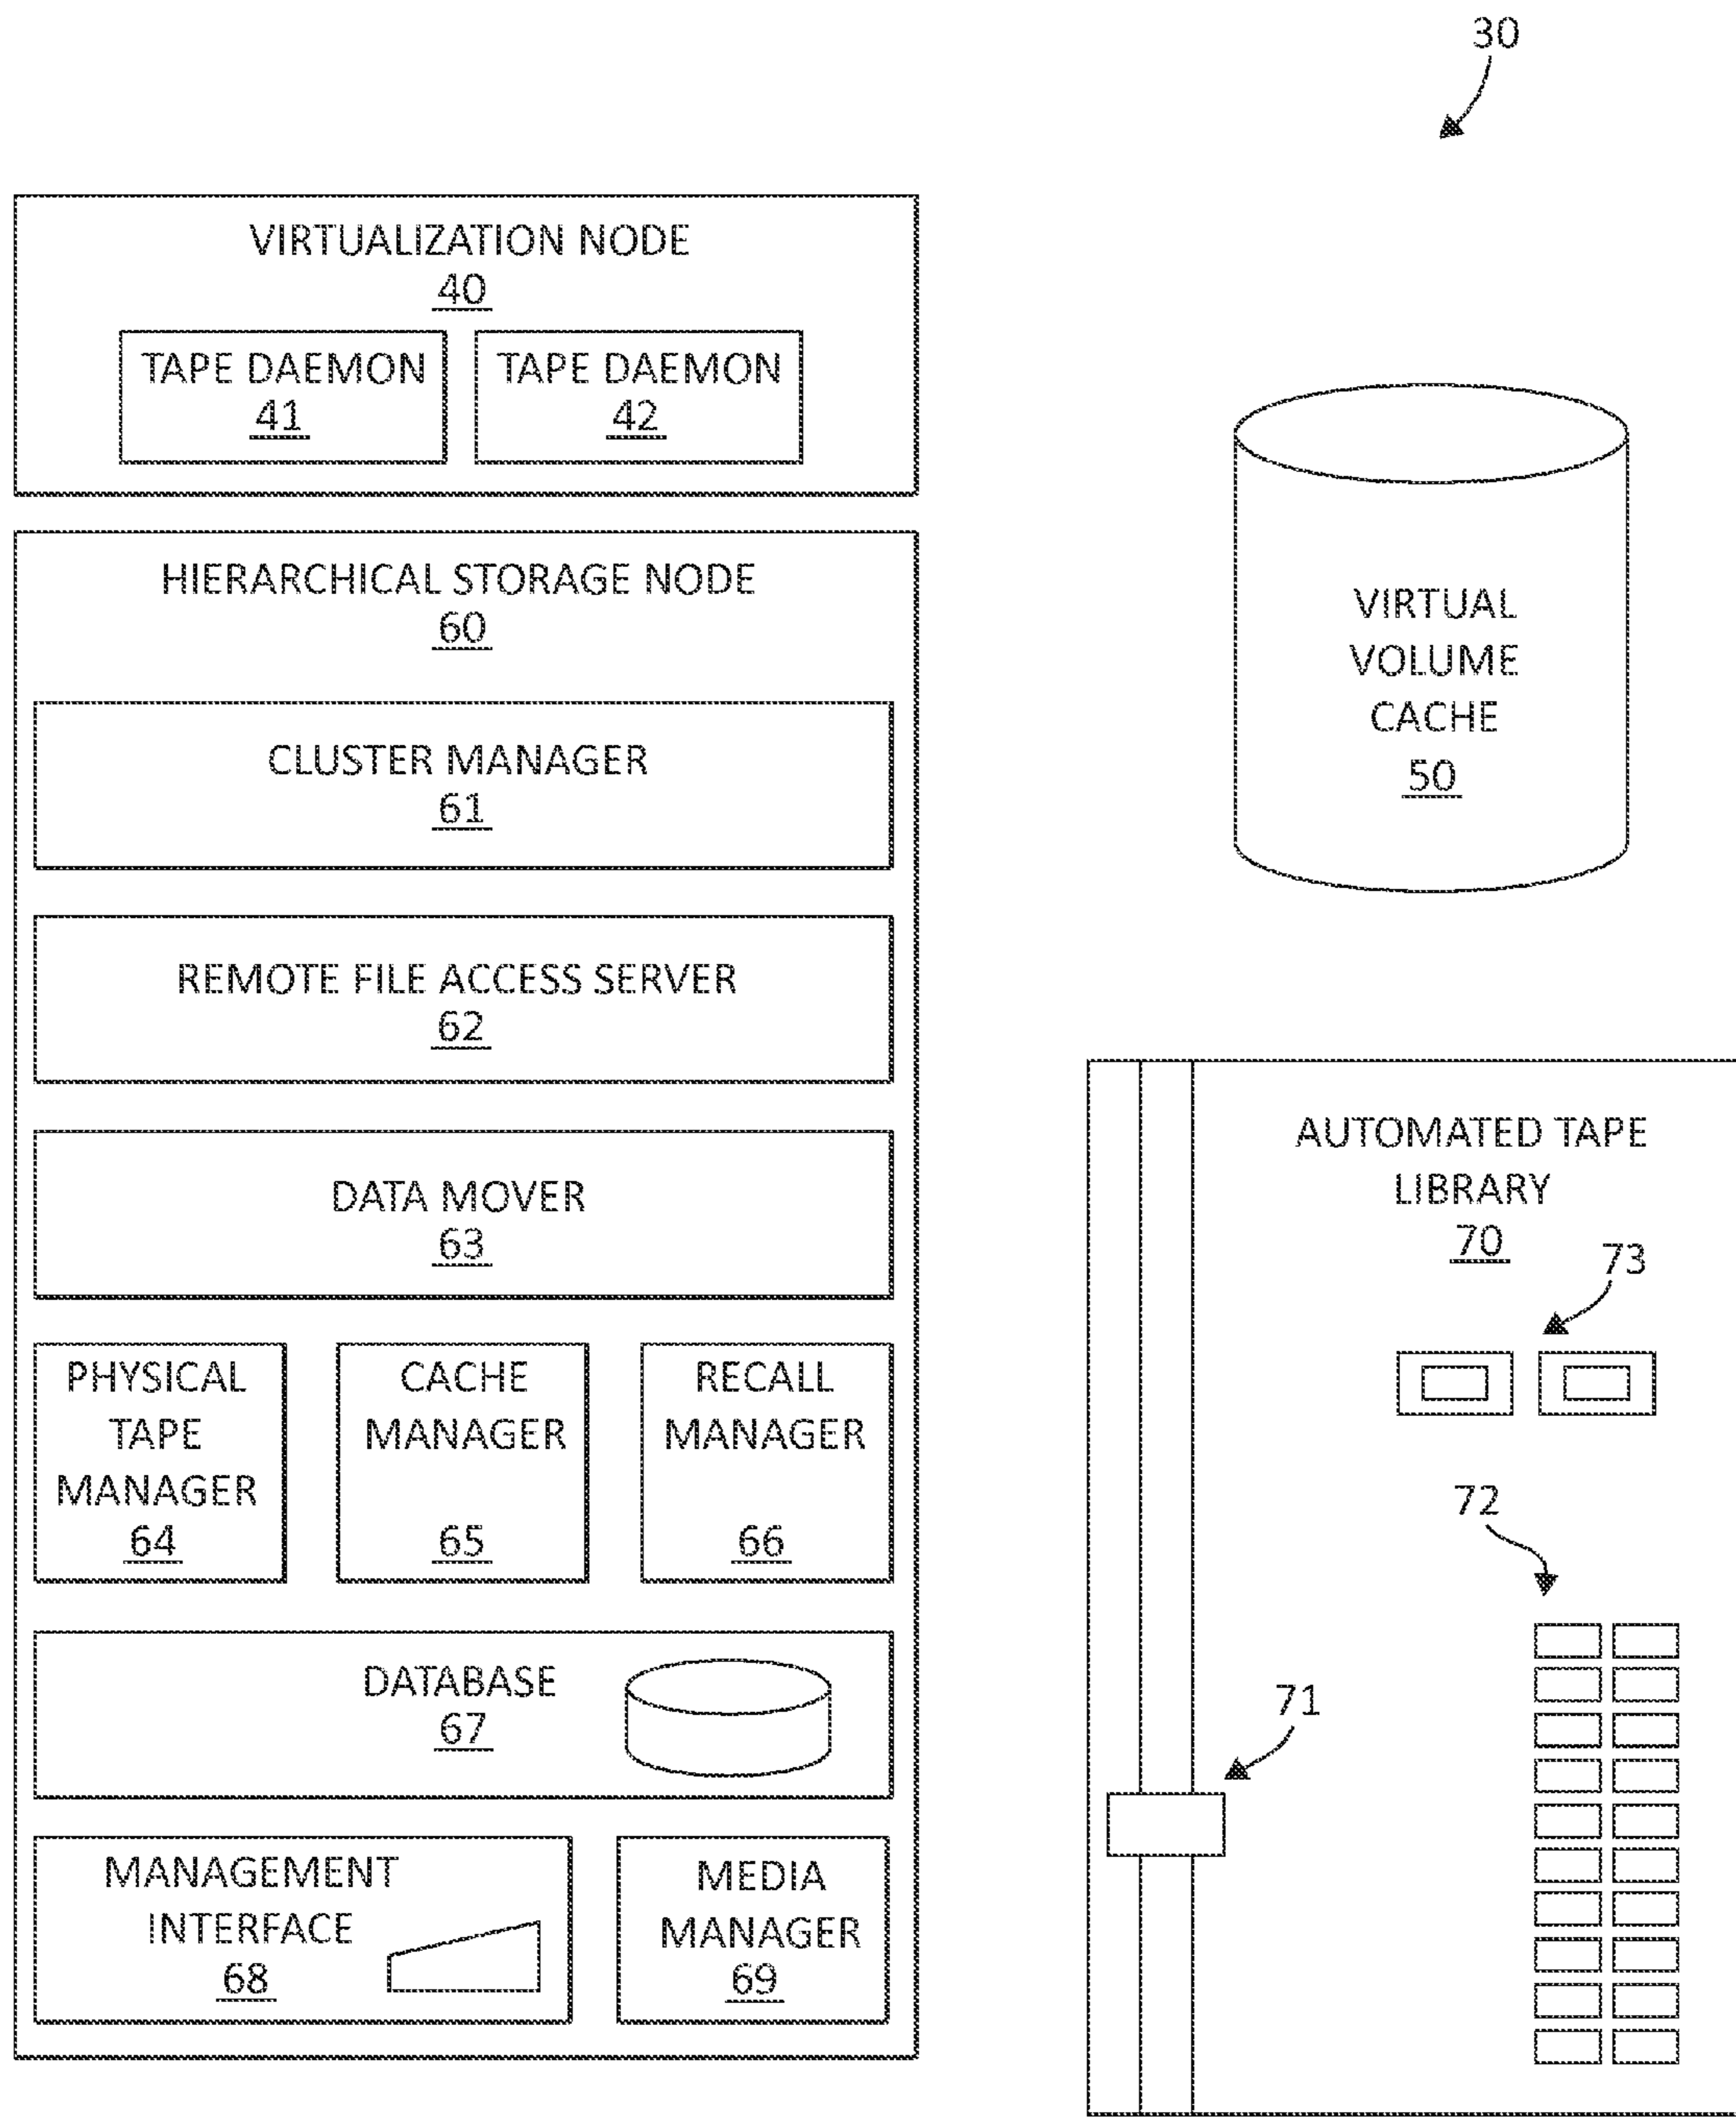 30
VIRTUALIZATION NODE
40
TAPE DAEMON
41
TAPE DAEMON
42
HIERARCHICAL STORAGE NODE
60
CLUSTER MANAGER
61
REMOTE FILE ACCESS SERVER
62
DATA MOVER
63
PHYSICAL
TAPE
MANAGER
64
CACHE
MANAGER
65
RECALL
MANAGER
66
DATABASE
67
MANAGEMENT
INTERFACE
68
MEDIA
MANAGER
69
VIRTUAL
VOLUME
CACHE
50
AUTOMATED TAPE
LIBRARY
70
73
72
71